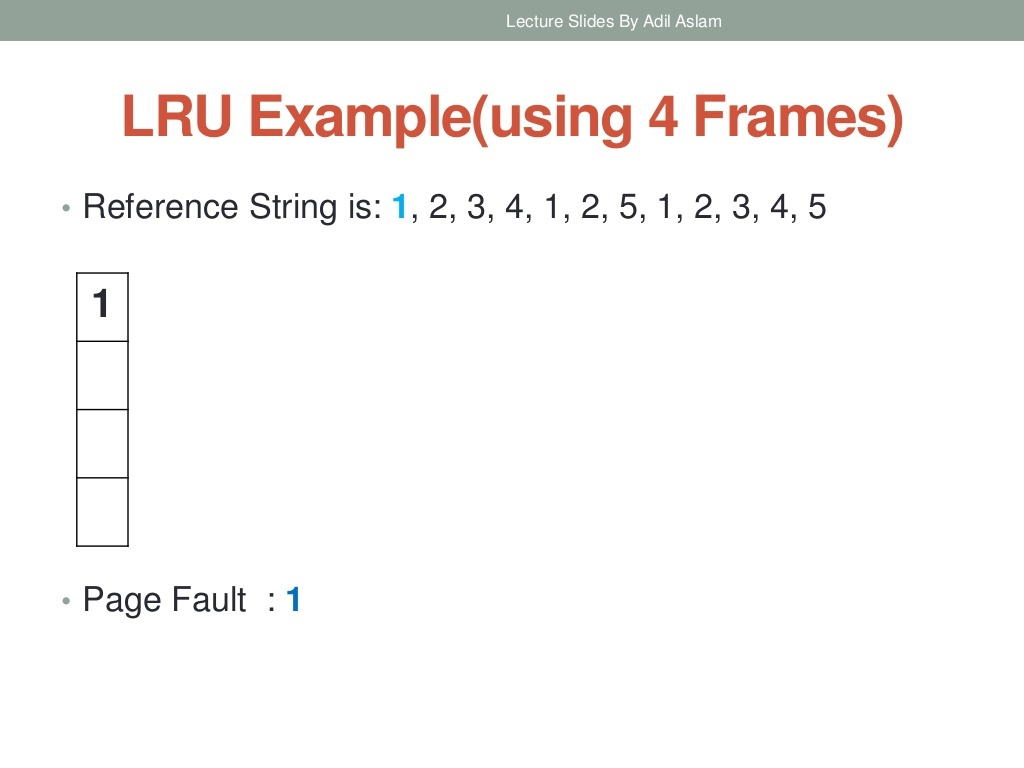 Lecture Slides By Adil Aslam
LRU Example(using 4 Frames)
• Reference String is: 1, 2, 3, 4, 1, 2, 5, 1, 2, 3, 4, 5
1
• Page Fault : 1